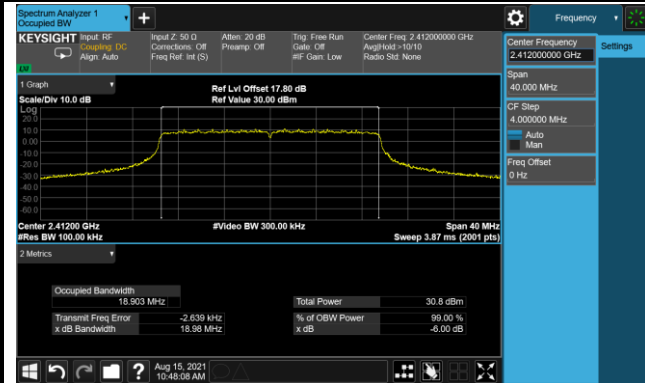 Spectrum Analyzer 1
Occupied BW
+
Frequency
KEYSIGHT
Input: RF
Coupling: DC
Align: Auto
Input Z: 50 Ω
Corrections: Off
Freq Ref: Int (S)
Atten: 20 dB
Preamp: Off
Trig: Free Run
Gate: Off
#IF Gain: Low
Center Freq: 2.412000000 GHz
Avg|Hold:>10/10
Radio Std: None
Center Frequency
2.412000000 GHz
Settings
Span
40.000 MHz
CF Step
4.000000 MHz
Auto
Man
Freq Offset
0 Hz
1 Graph
Scale/Div 10.0 dB
Ref Lvl Offset 17.80 dB
Ref Value 30.00 dBm
Log
20.0
10.0
0.00
-10.0
-20.0
-30.0
-40.0
-50.0
-60.0
Center 2.41200 GHz
#Res BW 100.00 kHz
#Video BW 300.00 kHz
Span 40 MHz
Sweep 3.87 ms (2001 pts)
2 Metrics
Occupied Bandwidth
18.903 MHz
Total Power 30.8 dBm
Transmit Freq Error -2.639 kHz
% of OBW Power 99.00 %
x dB Bandwidth 18.98 MHz
x dB -6.00 dB
?
Aug 15, 2021
10:48:08 AM